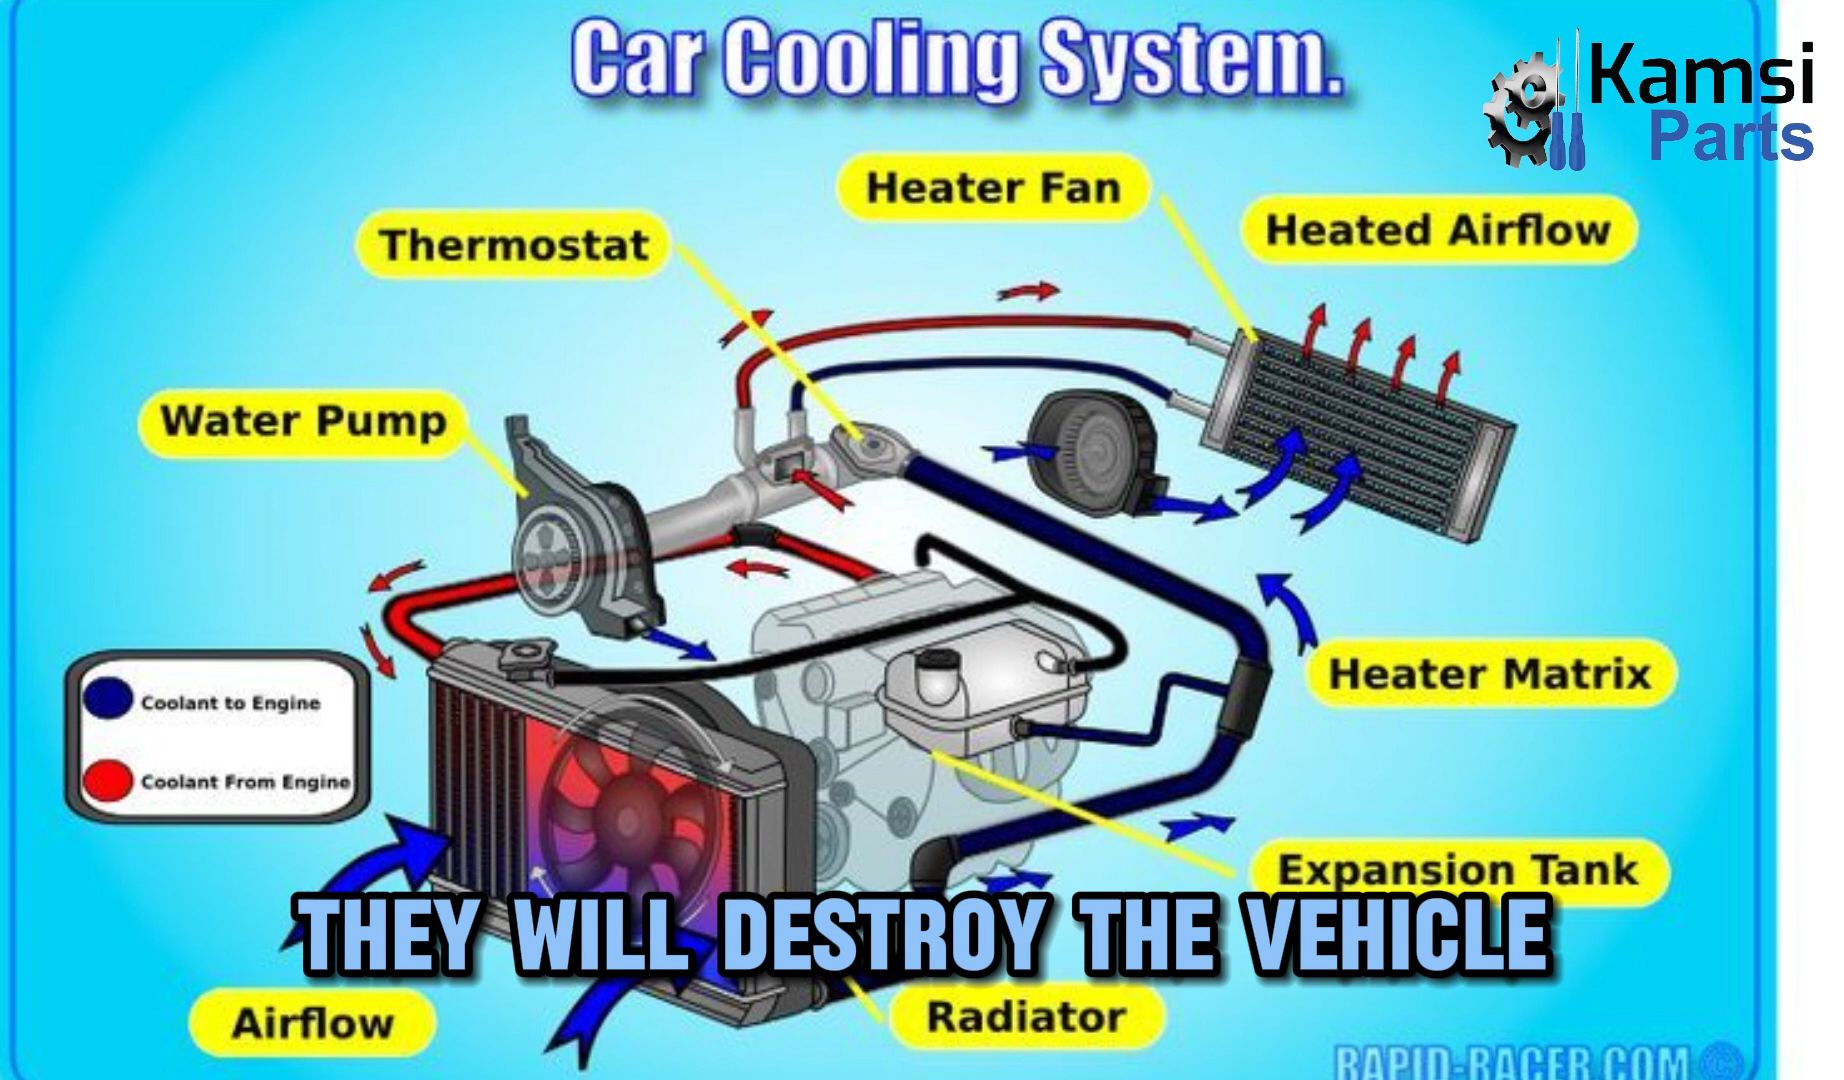 Car Cooling System.
Kamsi
Parts
Heater Fan
Heated Airflow
Thermostat
Water Pump
Heater Matrix
Coolant to Engine
Coolant From Engine
Expansion Tank
THEY WILL DESTROY THE VEHICLE
Airflow
Radiator
RAPID-RACER.COM ©